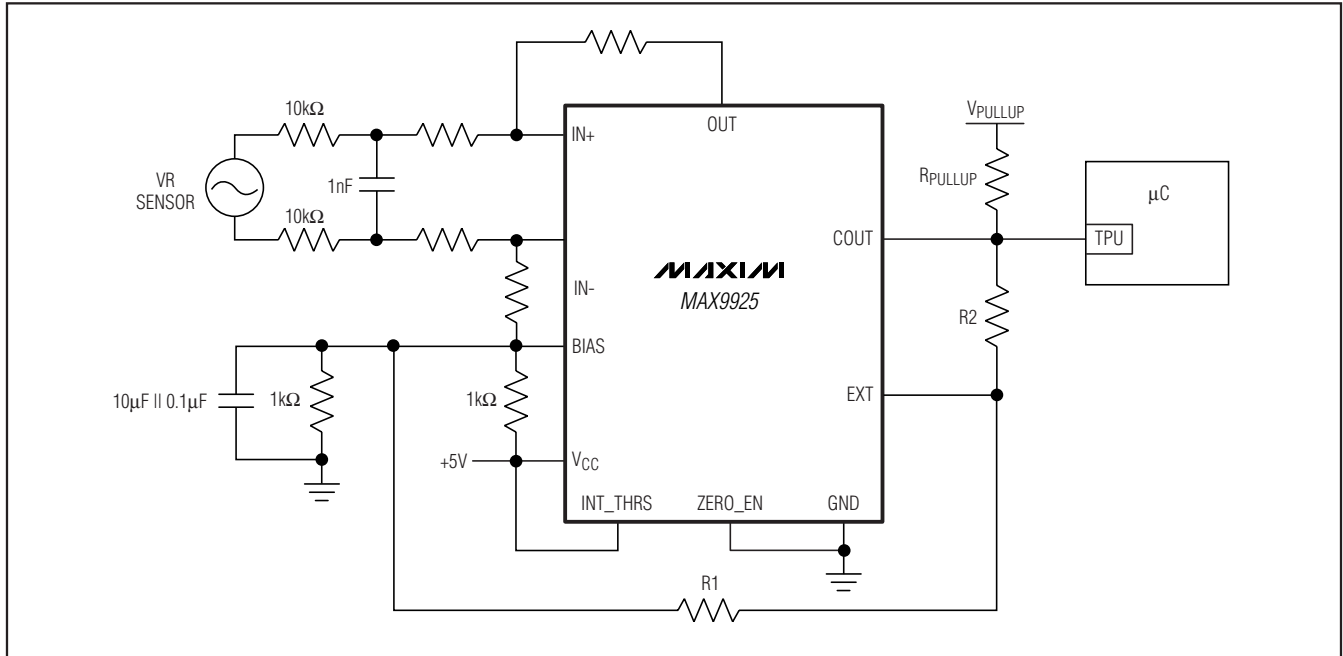 10kΩ
VR
SENSOR
1nF
10kΩ
IN+
OUT
VPULLUP
RPULLUP
µC
COUT
TPU
MAXIM
MAX9925
IN-
R2
BIAS
EXT
10µF II 0.1µF
1kΩ
1kΩ
+5V
VCC
INT_THRS
ZERO_EN
GND
R1